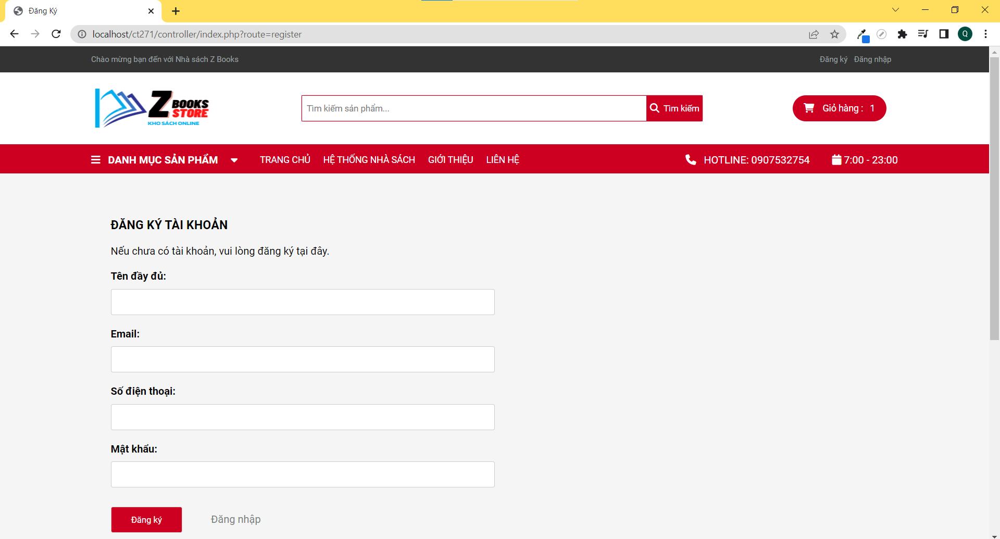 Đăng Ký
localhost/ct271/controller/index.php?route=register
Q
Chào mừng bạn đến với Nhà sách Z Books
Đăng ký Đăng nhập
Z BOOKS STORE
KHO SÁCH ONLINE
Tìm kiếm sản phẩm...
Tìm kiếm
Giỏ hàng : 1
DANH MỤC SẢN PHẨM TRANG CHỦ HỆ THỐNG NHÀ SÁCH GIỚI THIỆU LIÊN HỆ HOTLINE: 0907532754 7:00 - 23:00
ĐĂNG KÝ TÀI KHOẢN
Nếu chưa có tài khoản, vui lòng đăng ký tại đây.
Tên đầy đủ:
Email:
Số điện thoại:
Mật khẩu:
Đăng ký Đăng nhập